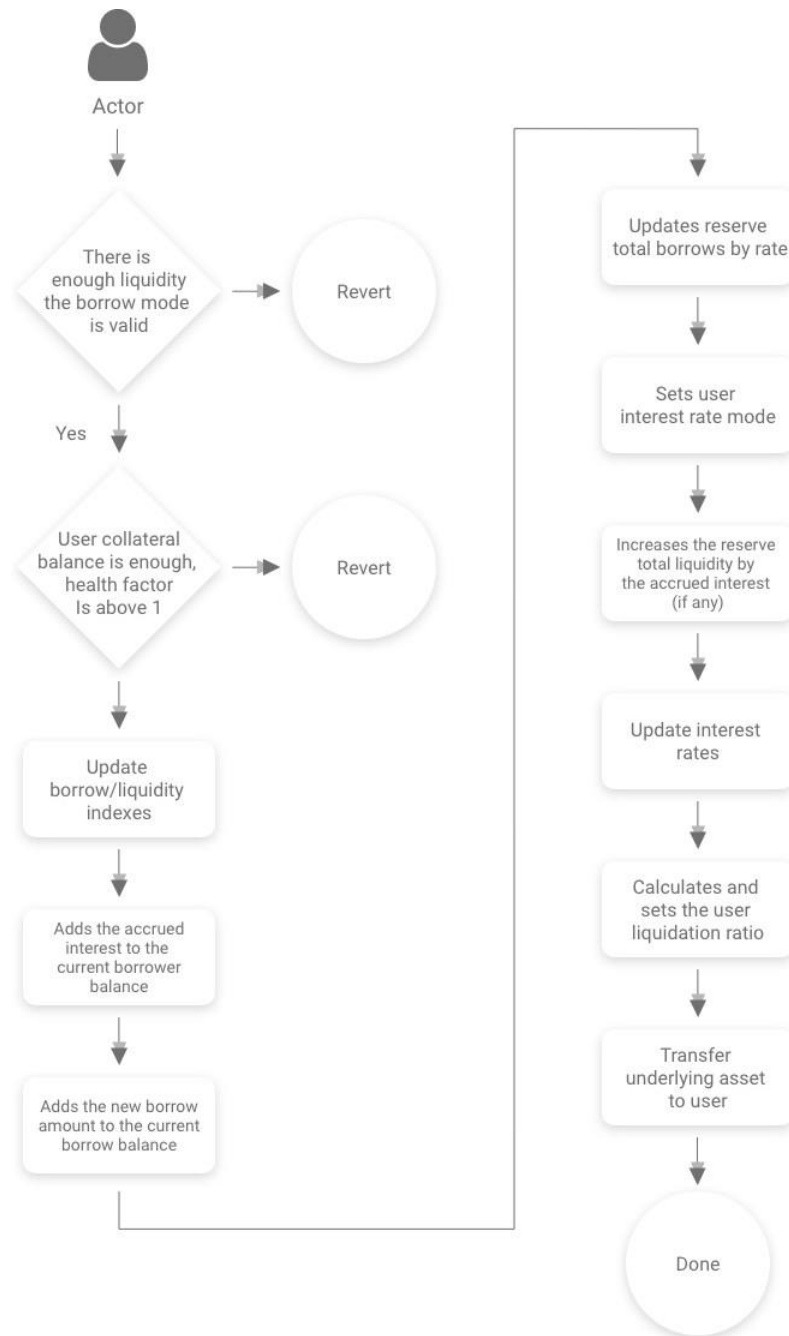 Actor
There is
enough liquidity
the borrow mode
is valid
Revert
Yes
User collateral
balance is enough,
health factor
Is above 1
Revert
Update
borrow/liquidity
indexes
Adds the accrued
interest to the
current borrower
balance
Adds the new borrow
amount to the current
borrow balance
Updates reserve
total borrows by rate
Sets user
interest rate mode
Increases the reserve
total liquidity by
the accrued interest
(if any)
Update interest
rates
Calculates and
sets the user
liquidation ratio
Transfer
underlying asset
to user
Done